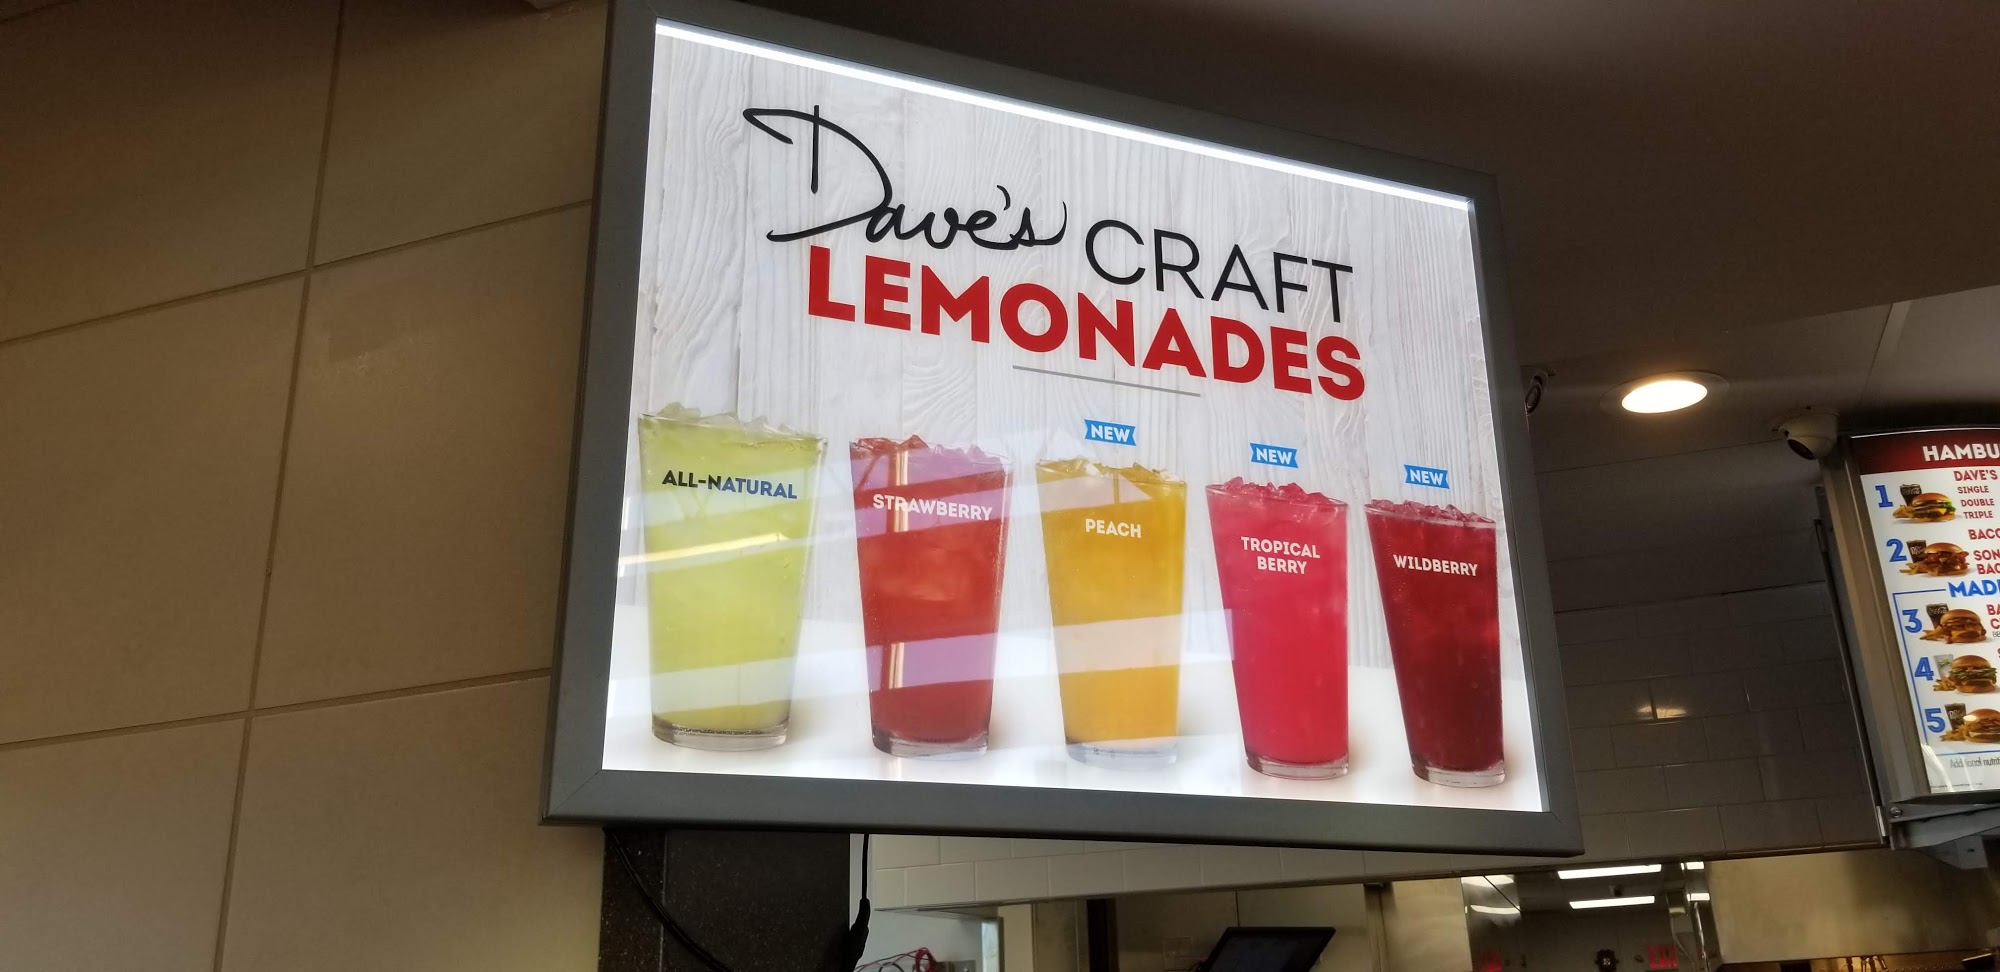 Dave's CRAFT
LEMONADES
ALL-NATURAL
STRAWBERRY
NEW
PEACH
NEW
TROPICAL
BERRY
NEW
WILDBERRY
1
DAVE'S
SINGLE
DOUBLE
TRIPLE
2
3
4
5
EXIT